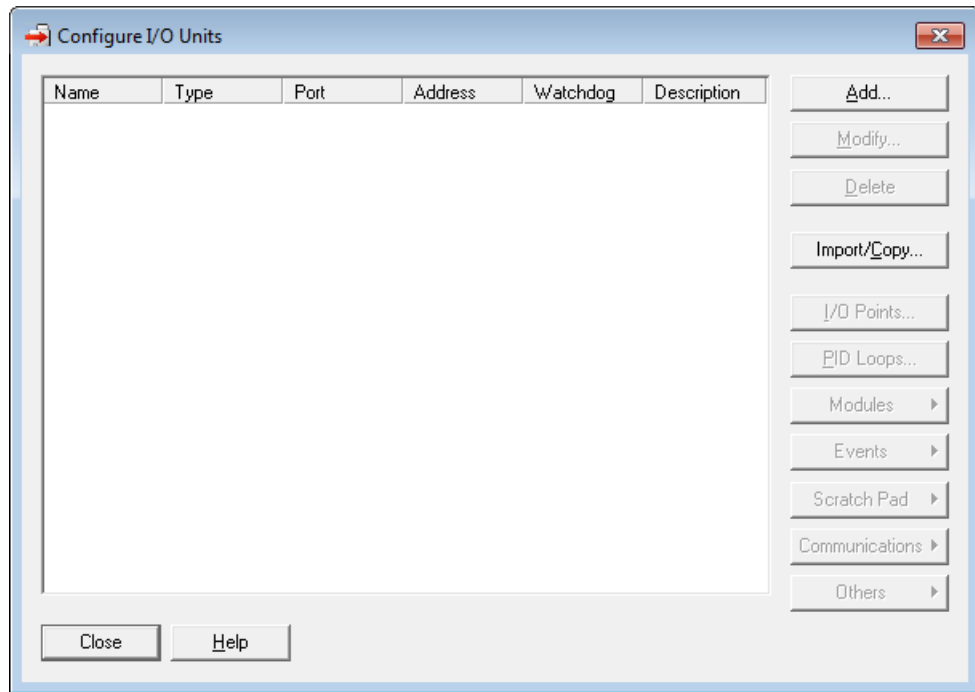 Configure I/O Units
Name Type Port Address Watchdog Description
Add...
Modify...
Delete
Import/Copy...
I/O Points...
PID Loops...
Modules
Events
Scratch Pad
Communications
Others
Close Help